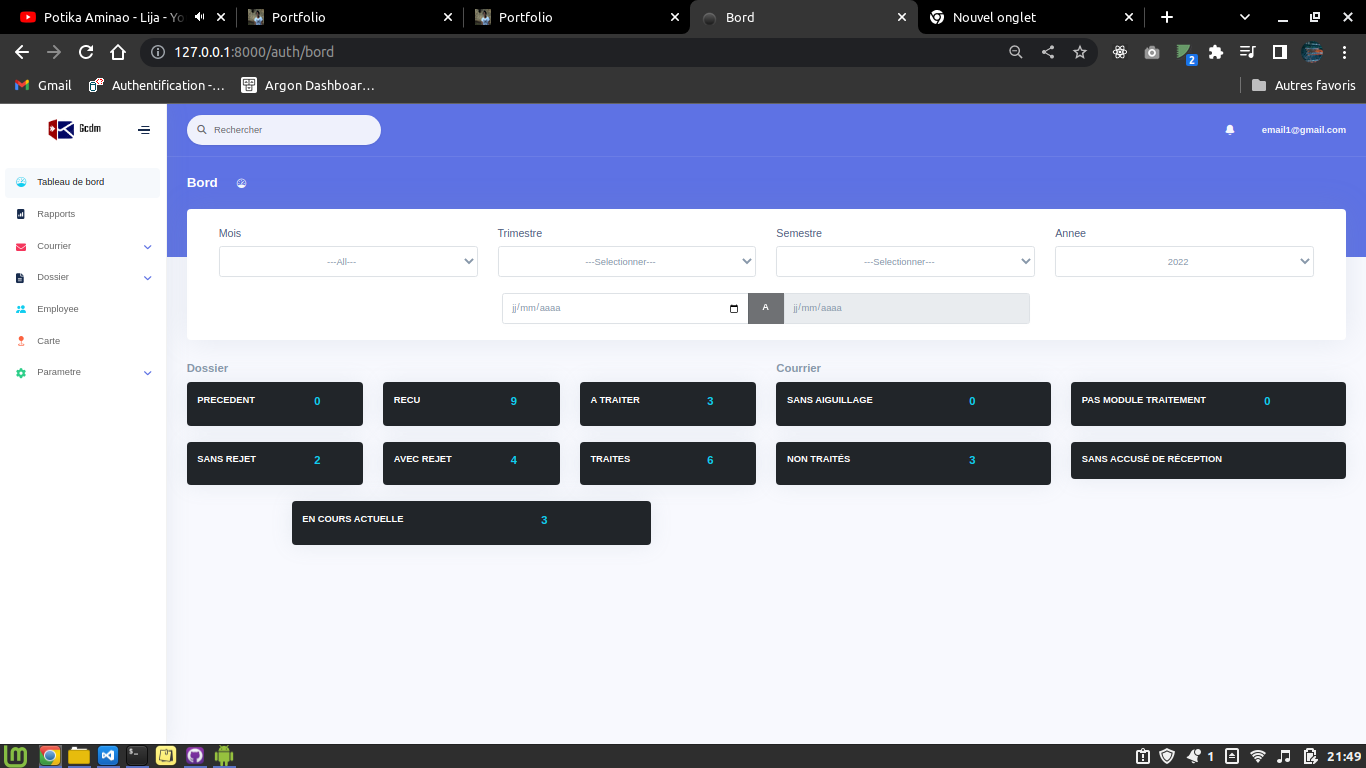 Potika Aminao - Lija - Yo
Portfolio
Portfolio
Bord
Nouvel onglet
127.0.0.1:8000/auth/bord
2
Gmail
Authentification -...
Argon Dashboar...
Autres favoris
Gcdm
Rechercher
email1@gmail.com
Tableau de bord
Rapports
Courrier
Dossier
Employee
Carte
Parametre
Bord
Mois
Trimestre
Semestre
Annee
---All---
---Selectionner---
---Selectionner---
2022
jj/mm/aaaa
A
jj/mm/aaaa
Dossier
Courrier
PRECEDENT 0
RECU 9
A TRAITER 3
SANS AIGUILLAGE 0
PAS MODULE TRAITEMENT 0
SANS REJET 2
AVEC REJET 4
TRAITES 6
NON TRAITÉS 3
SANS ACCUSÉ DE RÉCEPTION
EN COURS ACTUELLE 3
1
21:49